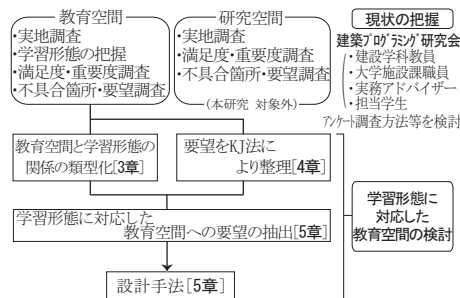 教育空間
・実地調査
・学習形態の把握
・満足度・重要度調査
・不具合箇所・要望調査
研究空間
・実地調査
・満足度・重要度調査
・不具合箇所・要望調査
(本研究 対象外)
現状の把握
建築プログラミング研究会
・建設学科教員
・大学施設課職員
・実務アドバイザー
・担当学生
アンケート調査方法等を検討
教育空間と学習形態の
関係の類型化[3章]
要望をKJ法に
より整理[4章]
学習形態に対応した
教育空間への要望の抽出[5章]
設計手法[5章]
学習形態に
対応した
教育空間の検討